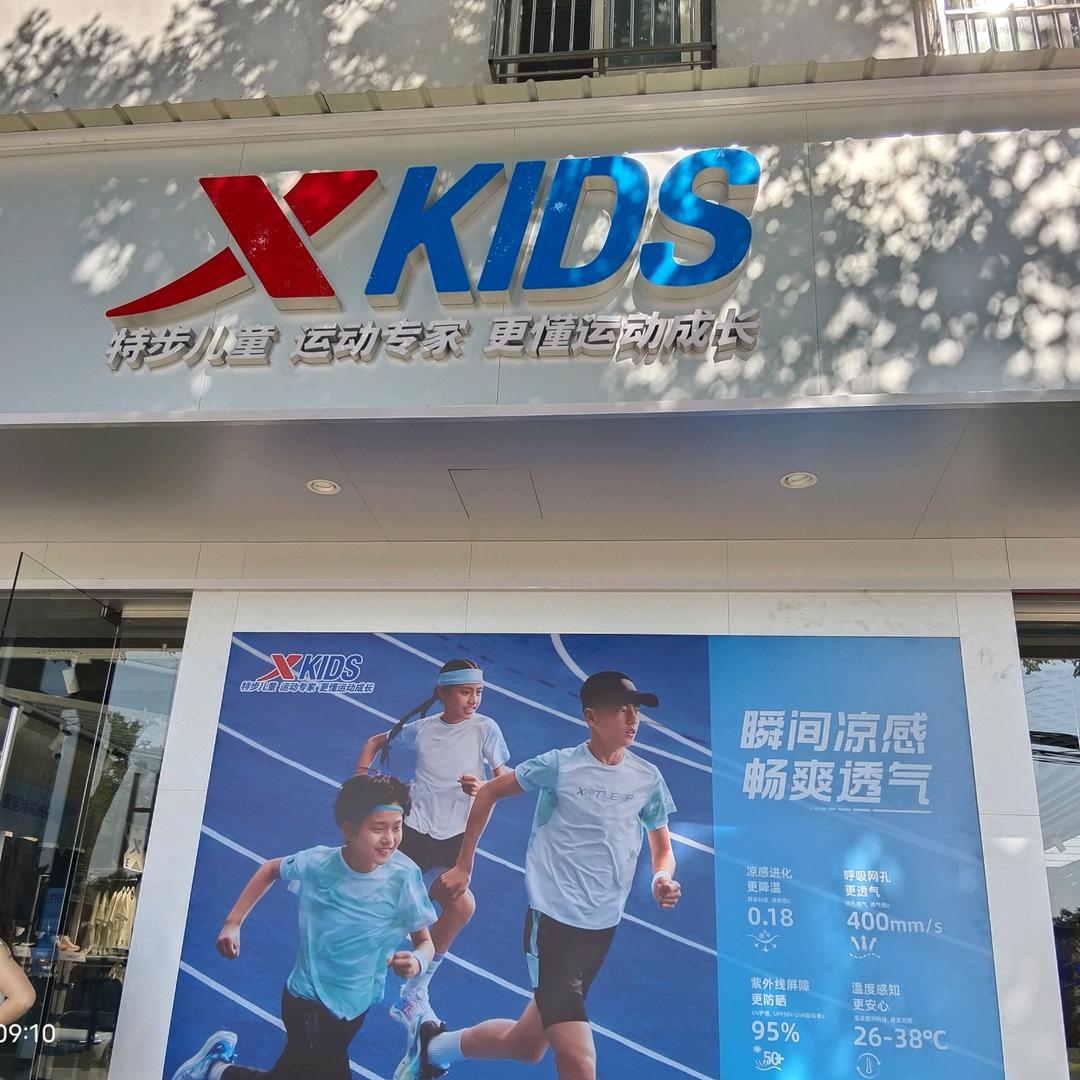 XKIDS
特步儿童 运动专家 更懂运动成长
XKIDS
特步儿童 运动专家 更懂运动成长
XTEP
瞬间凉感
畅爽透气
凉感进化
更降温
0.18
呼吸网孔
更透气
400mm/s
紫外线屏障
更防晒
95%
50+
温度感知
更安心
26-38℃
09:10